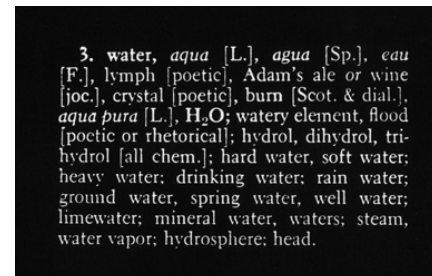 3. water, aqua [L.], agua [Sp.], eau
[F.], lymph [poetic], Adam's ale or wine
[joc.], crystal [poetic], burn [Scot. & dial.],
aqua pura [L.], H₂O; watery element, flood
[poetic or rhetorical]; hydrol, dihydrol, tri-
hydrol [all chem.]; hard water, soft water;
heavy water; drinking water; rain water;
ground water, spring water, well water;
limewater; mineral water, waters; steam,
water vapor; hydrosphere; head.